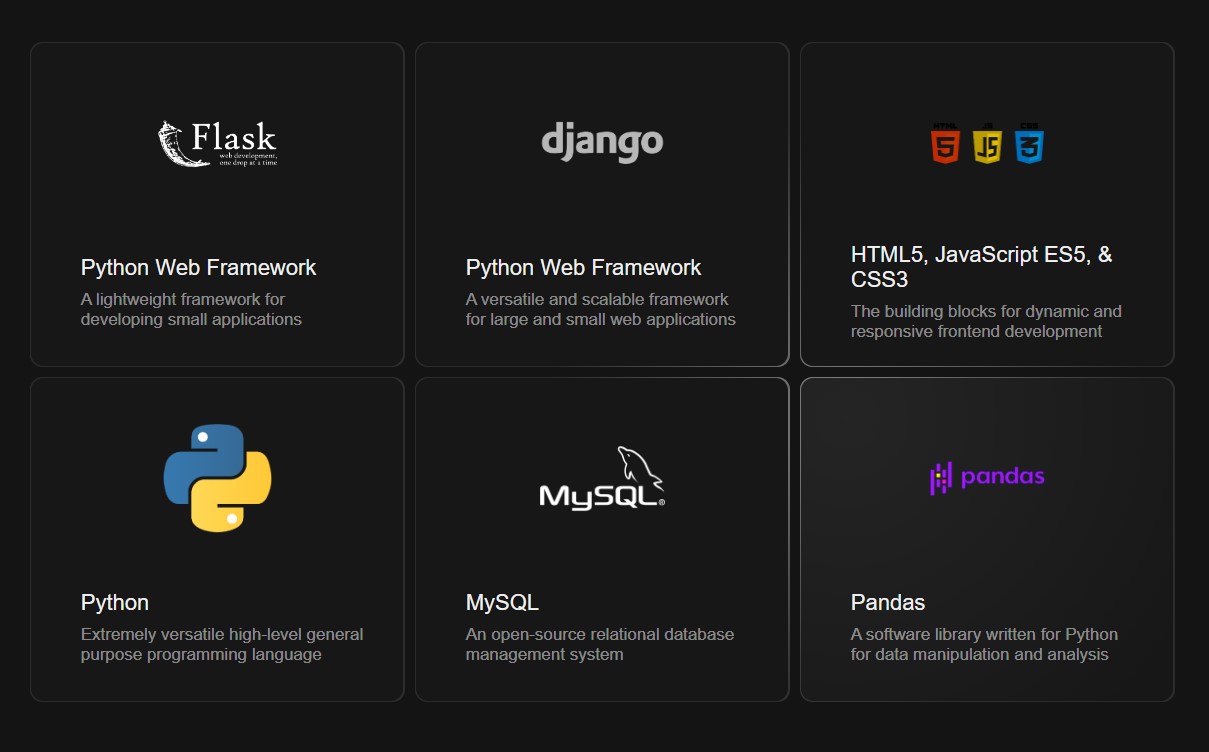 Flask
web development,
one drop at a time
django
HTML
JS
CSS
5
JS
3
Python Web Framework
A lightweight framework for
developing small applications
Python Web Framework
A versatile and scalable framework
for large and small web applications
HTML5, JavaScript ES5, &
CSS3
The building blocks for dynamic and
responsive frontend development
MySQL®
pandas
Python
Extremely versatile high-level general
purpose programming language
MySQL
An open-source relational database
management system
Pandas
A software library written for Python
for data manipulation and analysis